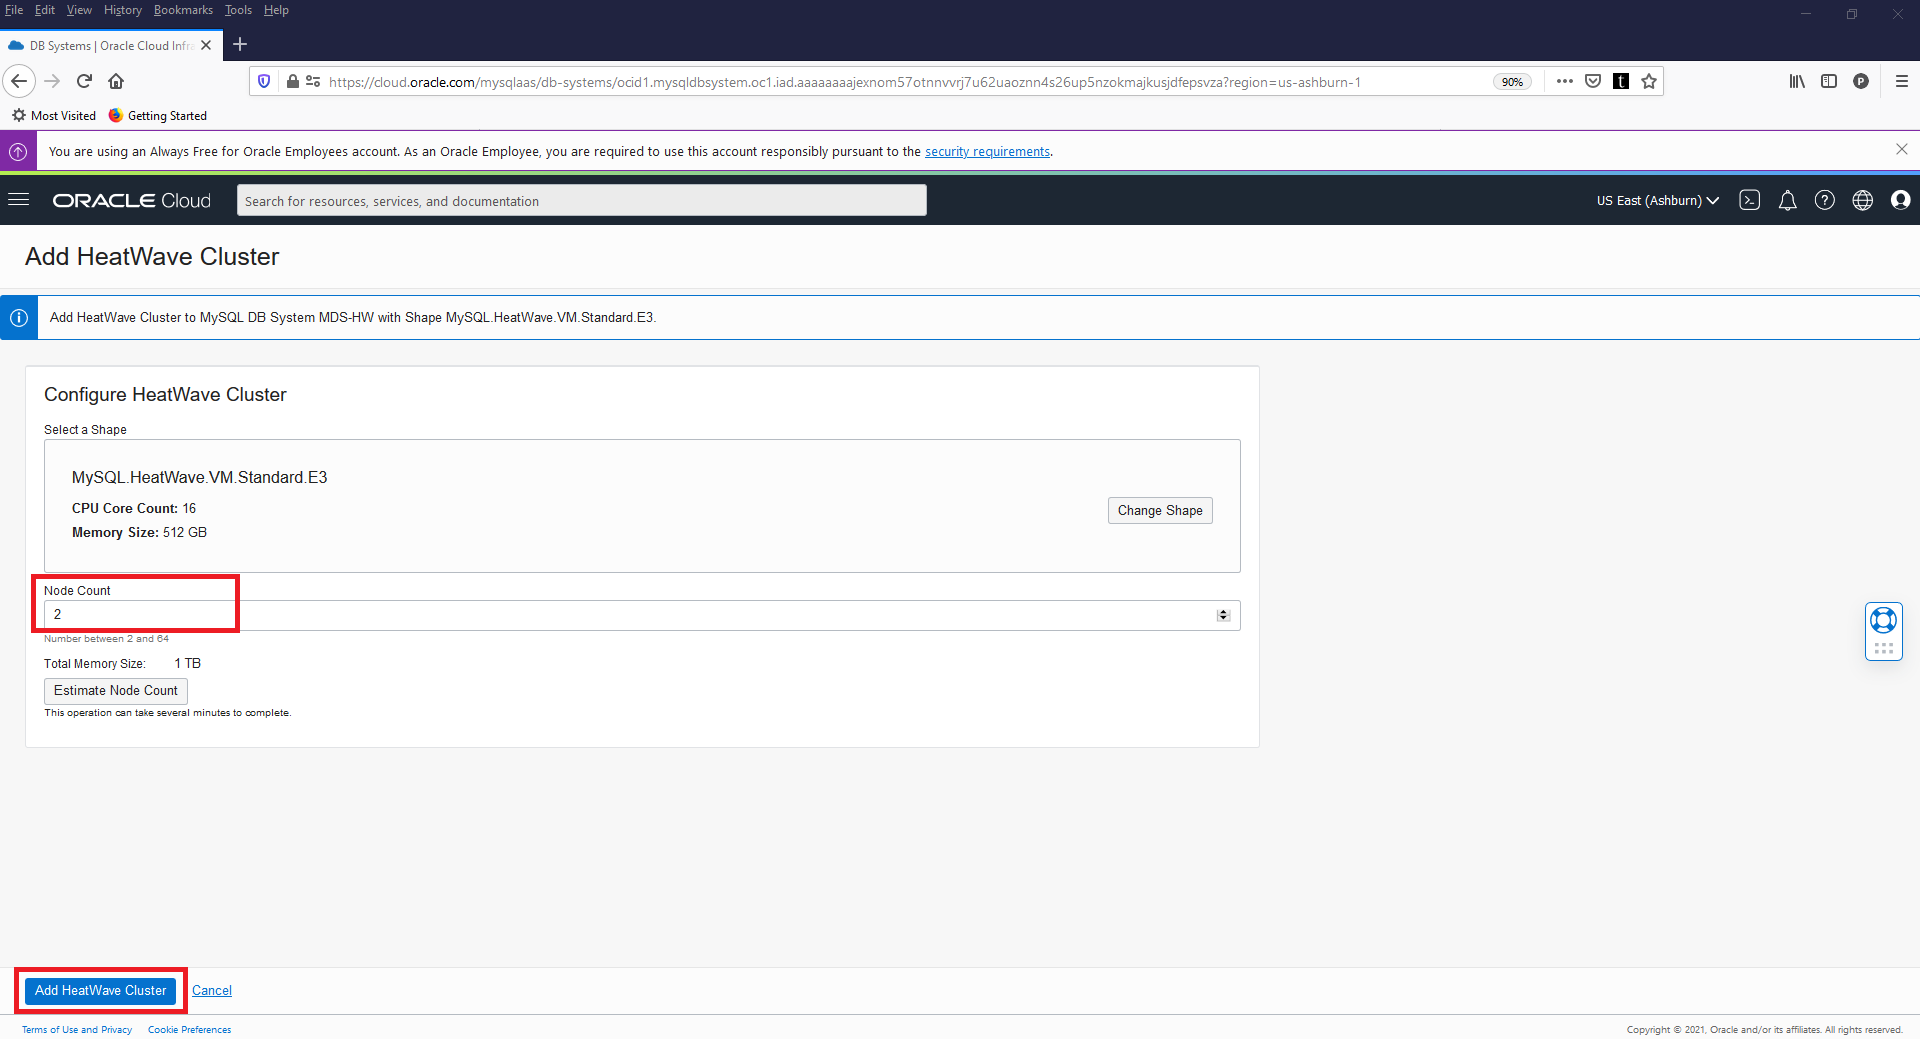 File Edit View History Bookmarks Tools Help
DB Systems | Oracle Cloud Infra
https://cloud.oracle.com/mysqlaas/db-systems/ocid1.mysqldbsystem.oc1.iad.aaaaaaaajexnom57otnnvvrj7u62uaoznn4s26up5nzokmajkusjdfepsvza?region=us-ashburn-1 90% t P
Most Visited Getting Started
You are using an Always Free for Oracle Employees account. As an Oracle Employee, you are required to use this account responsibly pursuant to the security requirements.
ORACLE Cloud Search for resources, services, and documentation US East (Ashburn)
Add HeatWave Cluster
Add HeatWave Cluster to MySQL DB System MDS-HW with Shape MySQL.HeatWave.VM.Standard.E3.
Configure HeatWave Cluster
Select a Shape
MySQL.HeatWave.VM.Standard.E3
CPU Core Count: 16
Change Shape
Memory Size: 512 GB
Node Count
2
Number between 2 and 64
Total Memory Size: 1 TB
Estimate Node Count
This operation can take several minutes to complete.
Add HeatWave Cluster Cancel
Terms of Use and Privacy Cookie Preferences Copyright © 2021, Oracle and/or its affiliates. All rights reserved.